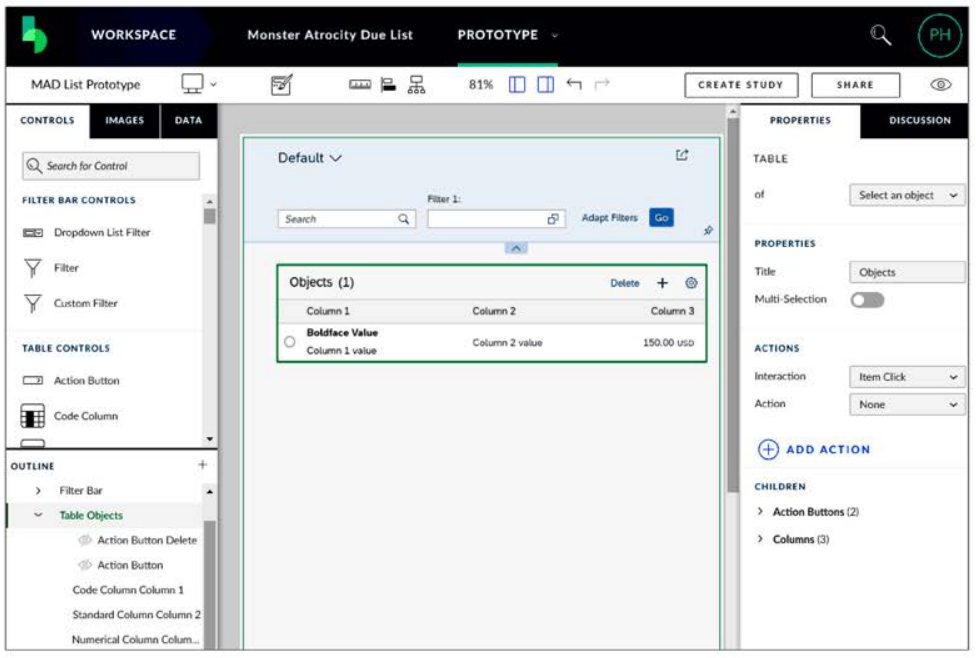 WORKSPACE
Monster Atrocity Due List
PROTOTYPE
PH
MAD List Prototype
81%
CREATE STUDY
SHARE
CONTROLS
IMAGES
DATA
Search for Control
FILTER BAR CONTROLS
Dropdown List Filter
Filter
Custom Filter
TABLE CONTROLS
Action Button
Code Column
OUTLINE
Filter Bar
Table Objects
Action Button Delete
Action Button
Code Column Column 1
Standard Column Column 2
Numerical Column Colum...
Default
Filter 1:
Search
Adapt Filters
Go
Objects (1)
Delete
Column 1
Column 2
Column 3
Boldface Value
Column 1 value
Column 2 value
150.00 USD
PROPERTIES
DISCUSSION
TABLE
of
Select an object
PROPERTIES
Title
Objects
Multi-Selection
ACTIONS
Interaction
Item Click
Action
None
ADD ACTION
CHILDREN
Action Buttons (2)
Columns (3)